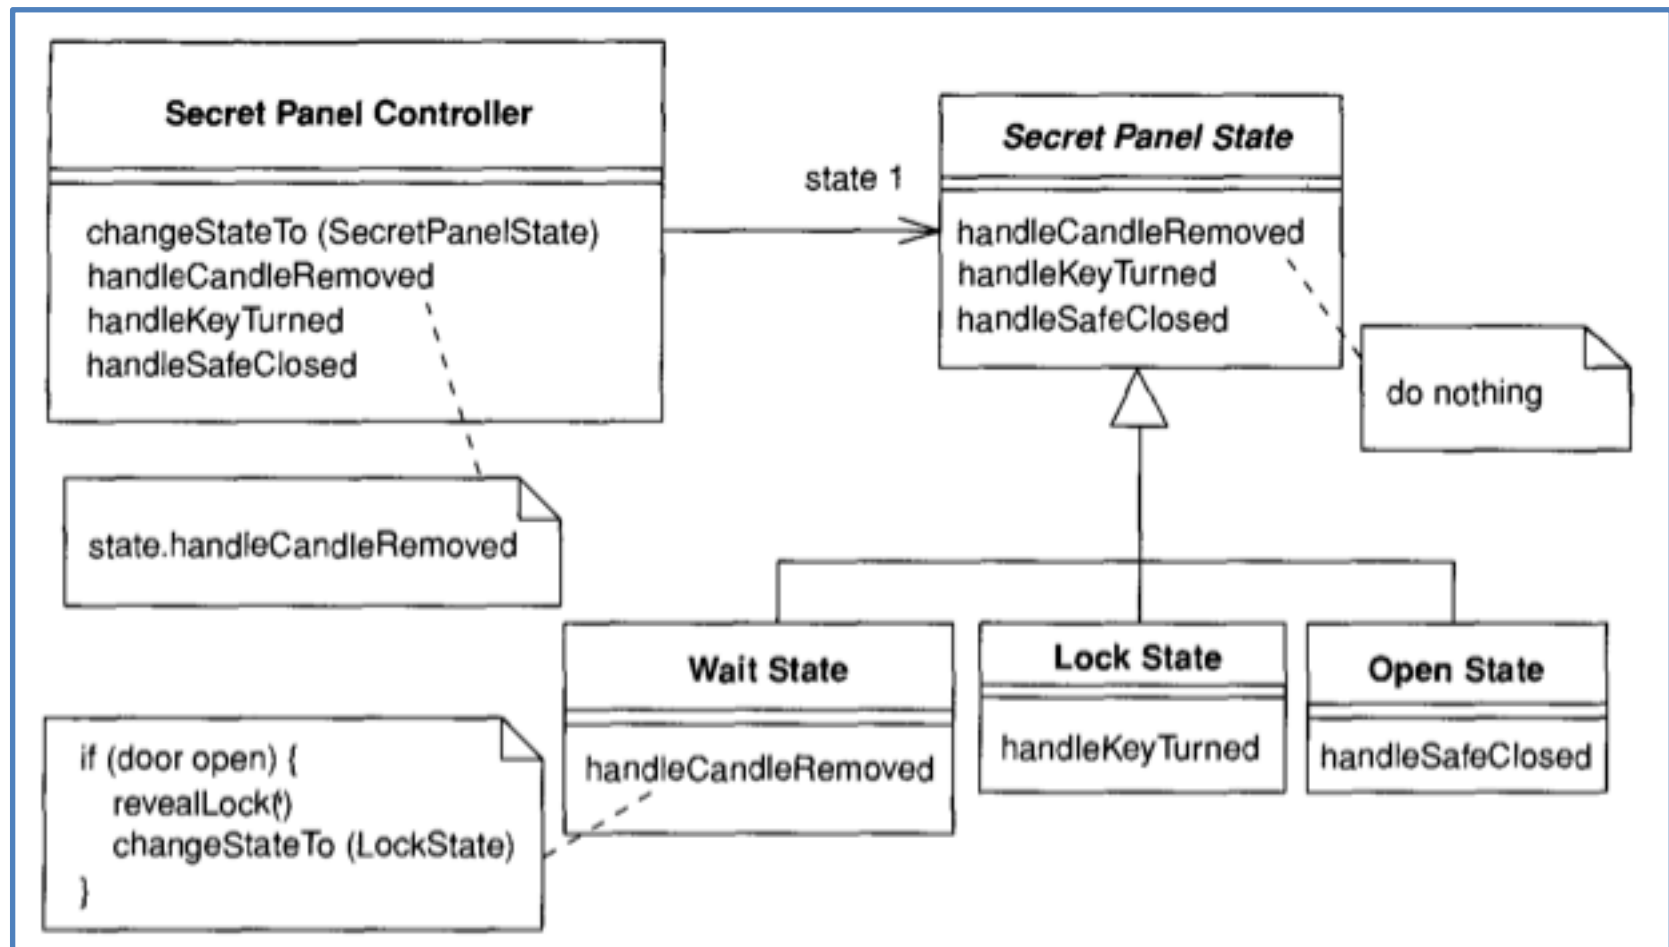 Secret Panel Controller
changeStateTo (SecretPanelState)
handleCandleRemoved
handleKeyTurned
handleSafeClosed
state 1
Secret Panel State
handleCandleRemoved
handleKeyTurned
handleSafeClosed
do nothing
state.handleCandleRemoved
Wait State
handleCandleRemoved
Lock State
handleKeyTurned
Open State
handleSafeClosed
if (door open) {
revealLock()
changeStateTo (LockState)
}